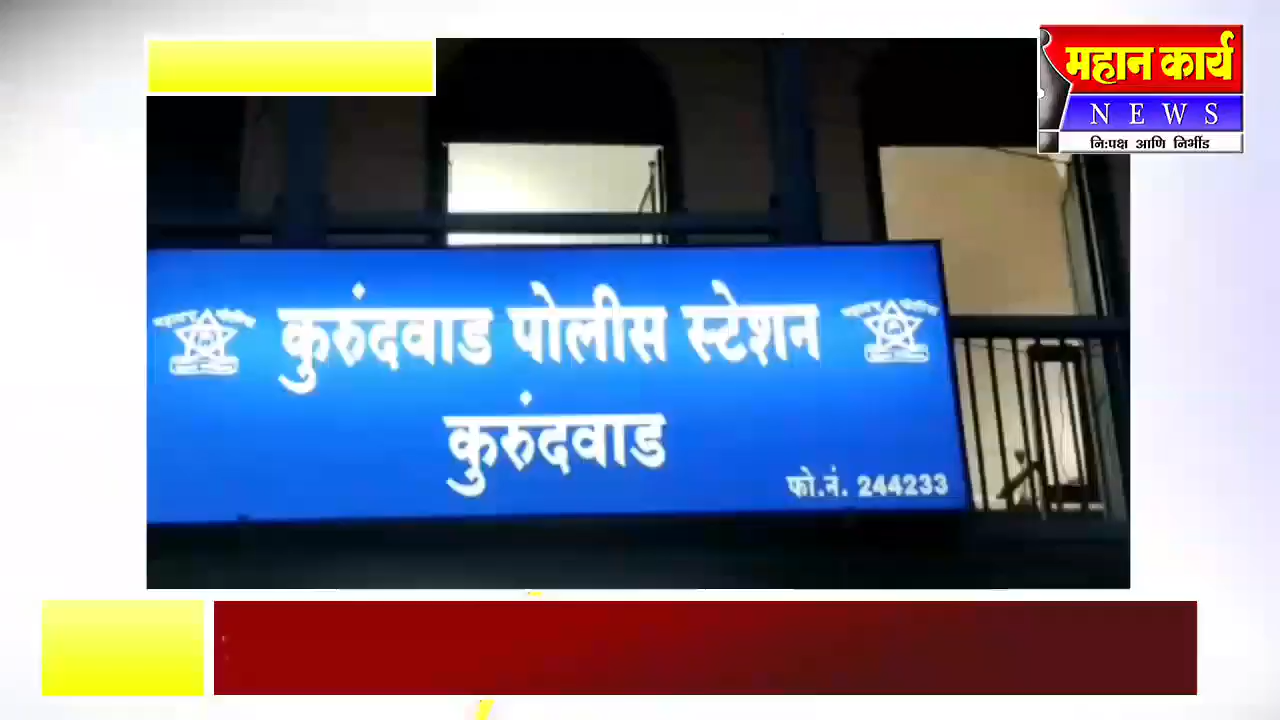 महान कार्य
NEWS
निःपक्ष आणि निर्भीड
कुरुंदवाड पोलीस स्टेशन
कुरुंदवाड
फो.नं. 244233